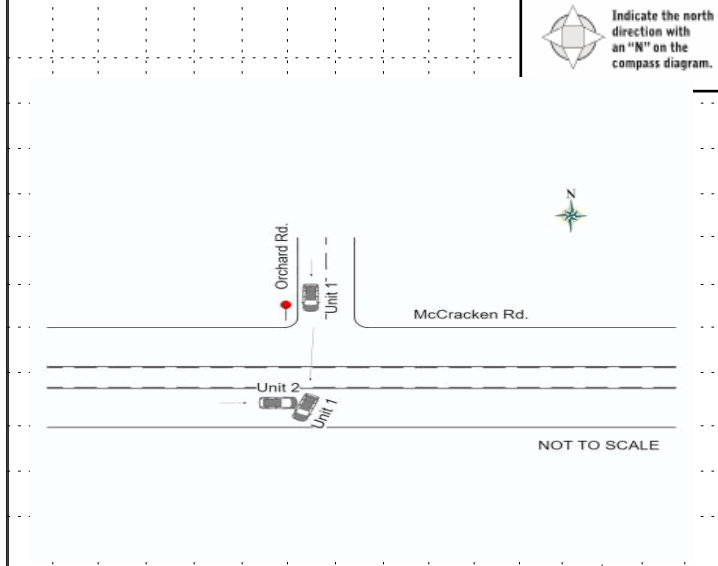 Indicate the north
direction with
an “N” on the
compass diagram.
N
Orchard Rd.
Unit 1
McCracken Rd.
Unit 2
Unit 1
NOT TO SCALE